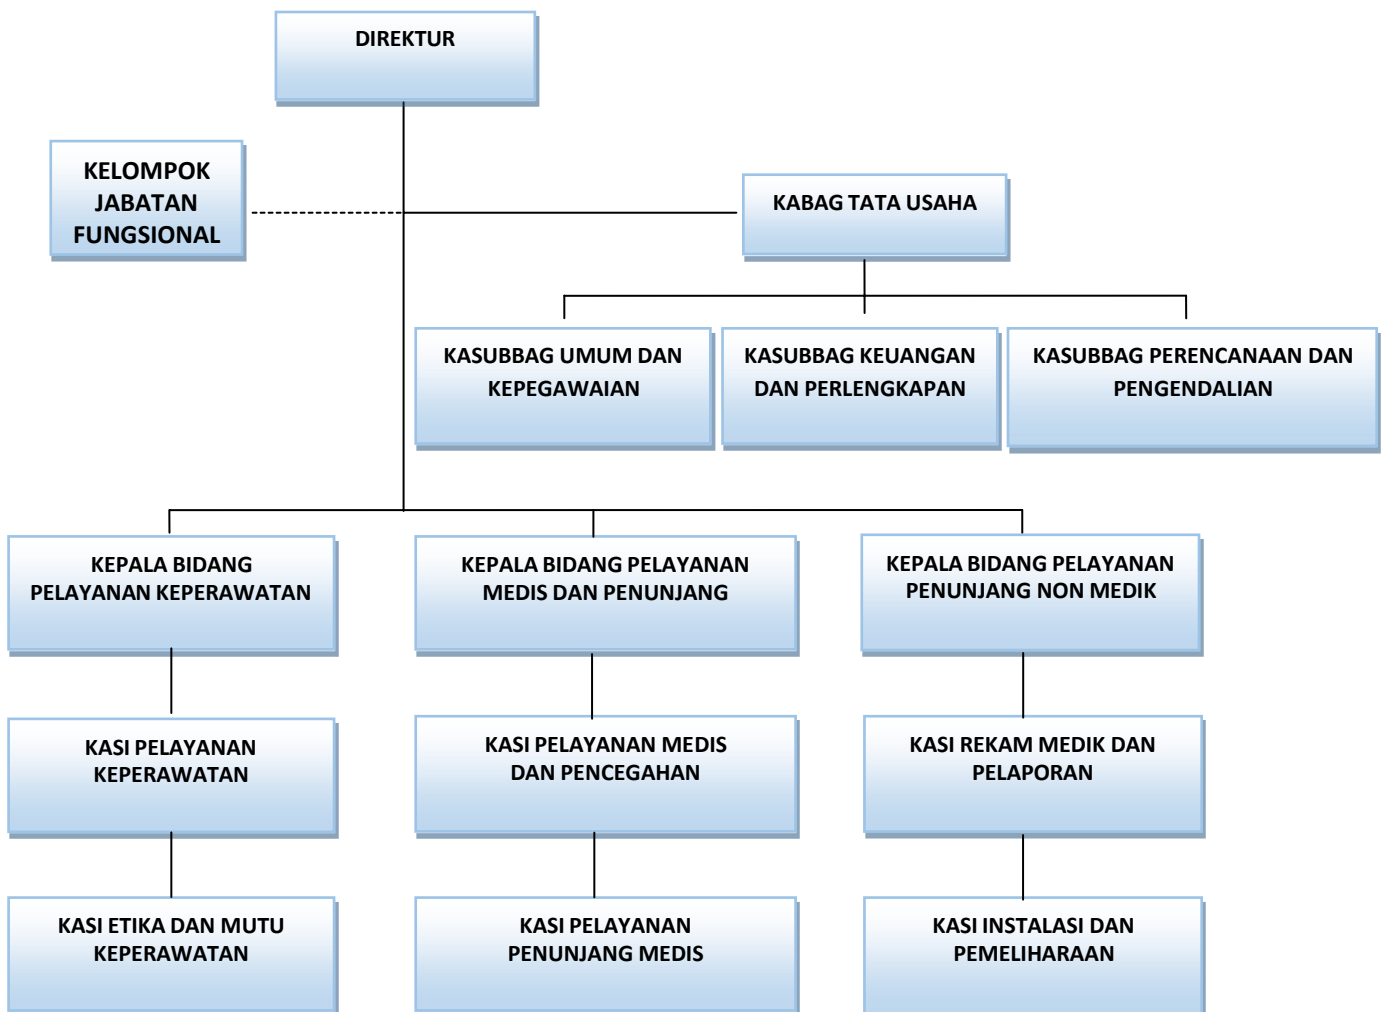 DIREKTUR
KELOMPOK
JABATAN
FUNGSIONAL
KABAG TATA USAHA
KASUBBAG UMUM DAN
KEPEGAWAIAN
KASUBBAG KEUANGAN
DAN PERLENGKAPAN
KASUBBAG PERENCANAAN DAN
PENGENDALIAN
KEPALA BIDANG
PELAYANAN KEPERAWATAN
KEPALA BIDANG PELAYANAN
MEDIS DAN PENUNJANG
KEPALA BIDANG PELAYANAN
PENUNJANG NON MEDIK
KASI PELAYANAN
KEPERAWATAN
KASI PELAYANAN MEDIS
DAN PENCEGAHAN
KASI REKAM MEDIK DAN
PELAPORAN
KASI ETIKA DAN MUTU
KEPERAWATAN
KASI PELAYANAN
PENUNJANG MEDIS
KASI INSTALASI DAN
PEMELIHARAAN